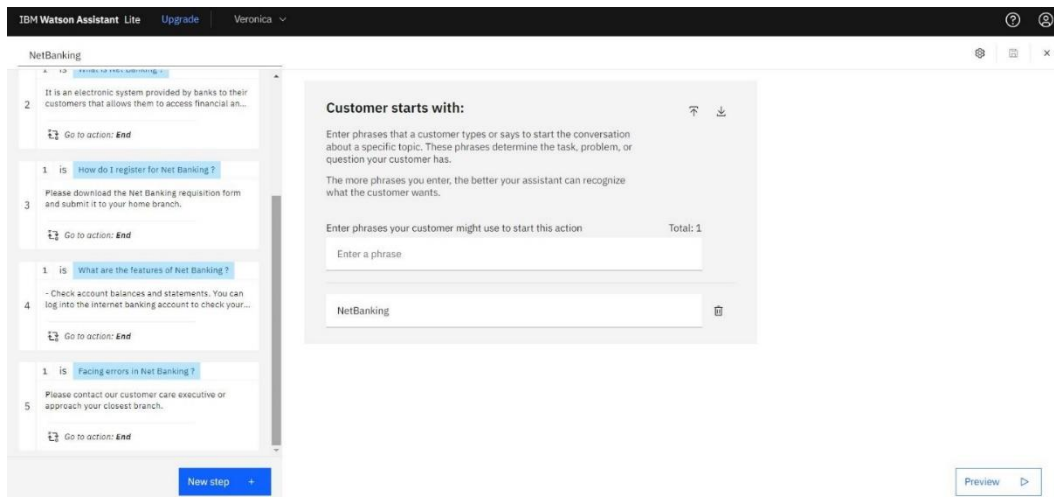 IBM Watson Assistant Lite Upgrade Veronica
NetBanking
1 is What is Net Banking ?
2
It is an electronic system provided by banks to their
customers that allows them to access financial an...
Go to action: End
1 is How do I register for Net Banking ?
3
Please download the Net Banking requisition form
and submit it to your home branch.
Go to action: End
1 is What are the features of Net Banking ?
4
- Check account balances and statements. You can
log into the internet banking account to check your...
Go to action: End
1 is Facing errors in Net Banking ?
5
Please contact our customer care executive or
approach your closest branch.
Go to action: End
New step +
Customer starts with:
Enter phrases that a customer types or says to start the conversation
about a specific topic. These phrases determine the task, problem, or
question your customer has.
The more phrases you enter, the better your assistant can recognize
what the customer wants.
Enter phrases your customer might use to start this action Total: 1
Enter a phrase
NetBanking
Preview